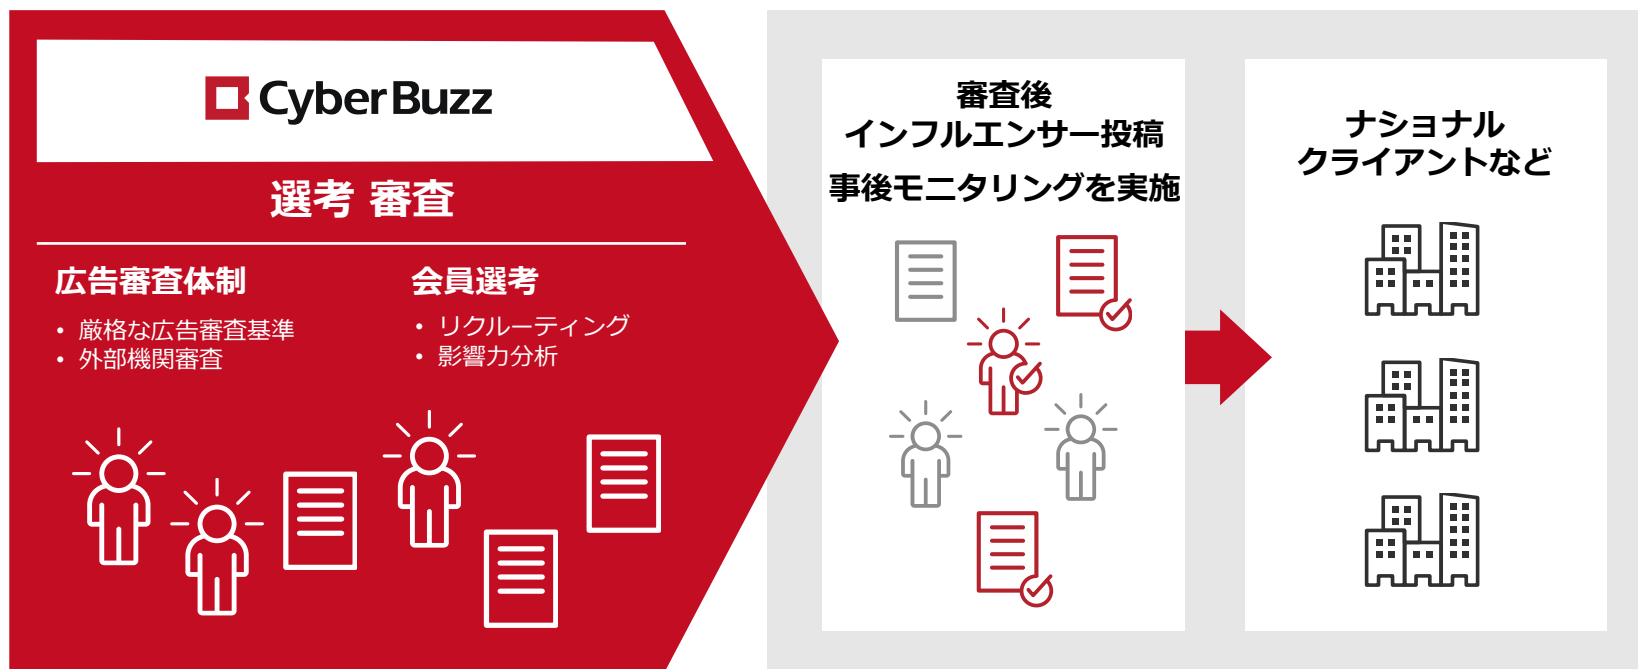 CyberBuzz
選考 審査
広告審査体制
・ 厳格な広告審査基準
・ 外部機関審査
会員選考
・ リクルーティング
・ 影響力分析
審査後
インフルエンサー投稿
事後モニタリングを実施
ナショナル
クライアントなど